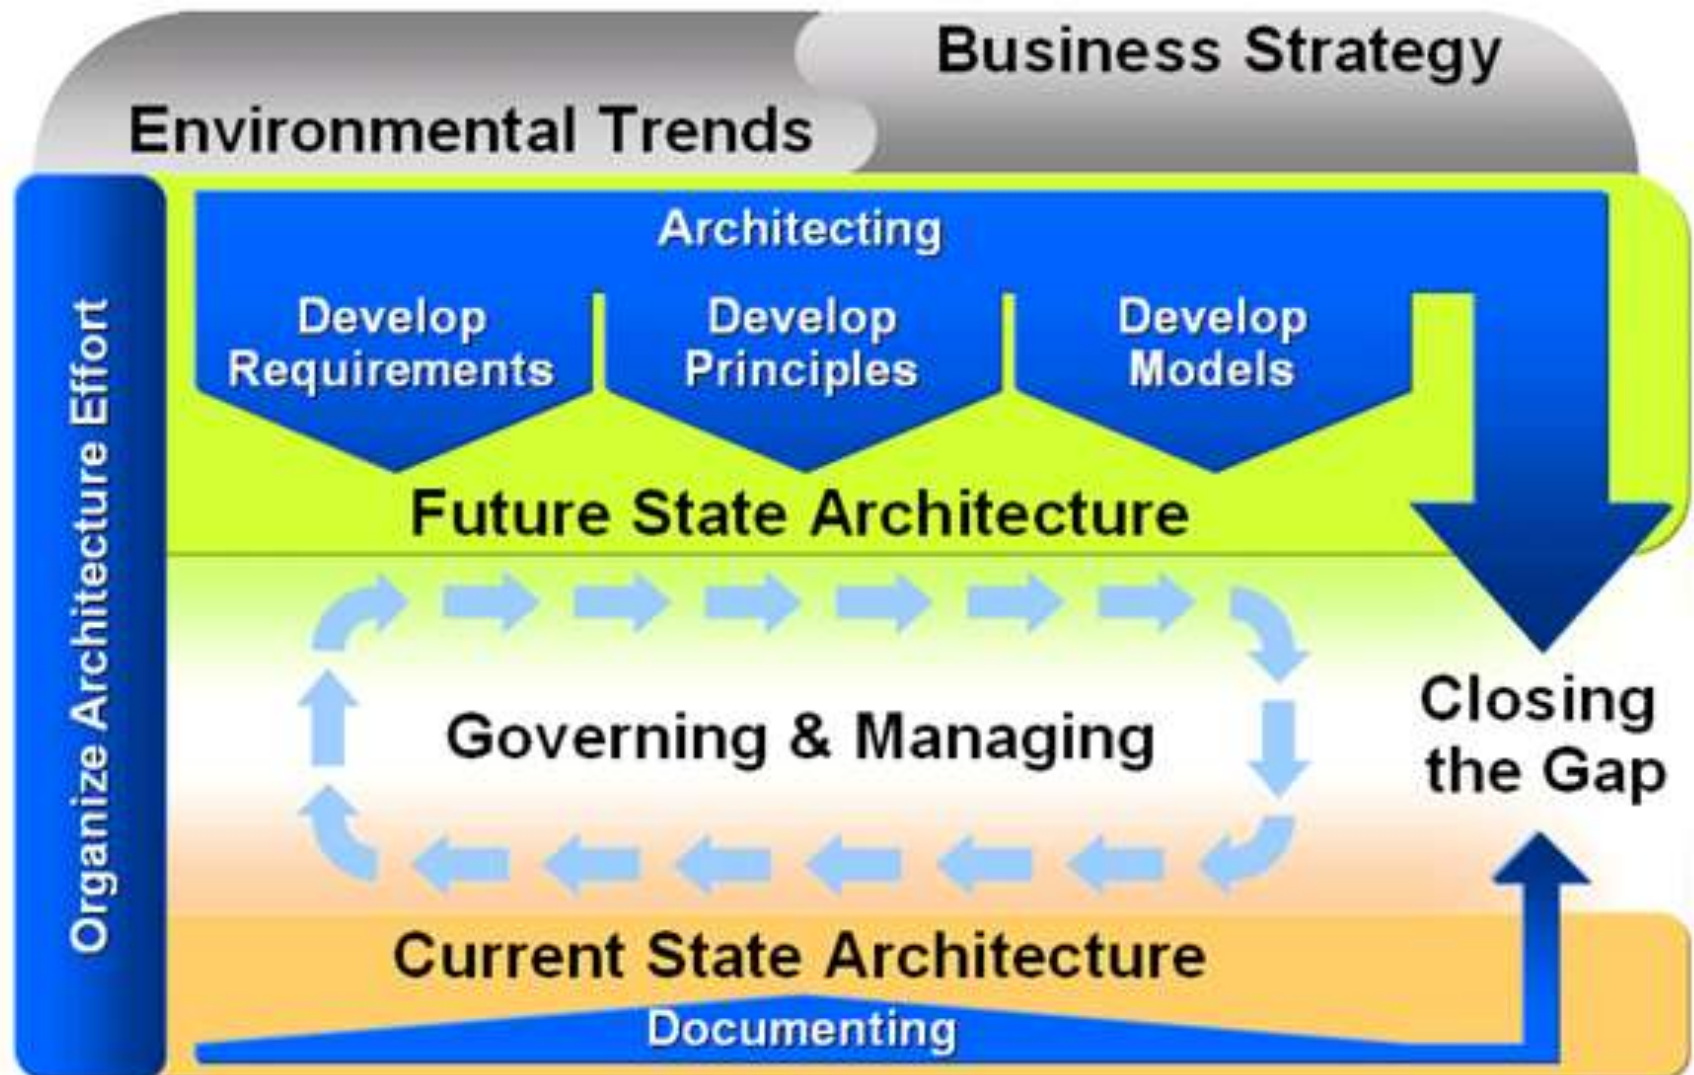 Business Strategy
Environmental Trends
Organize Architecture Effort
Architecting
Develop
Requirements
Develop
Principles
Develop
Models
Future State Architecture
Governing & Managing
Closing
the Gap
Current State Architecture
Documenting